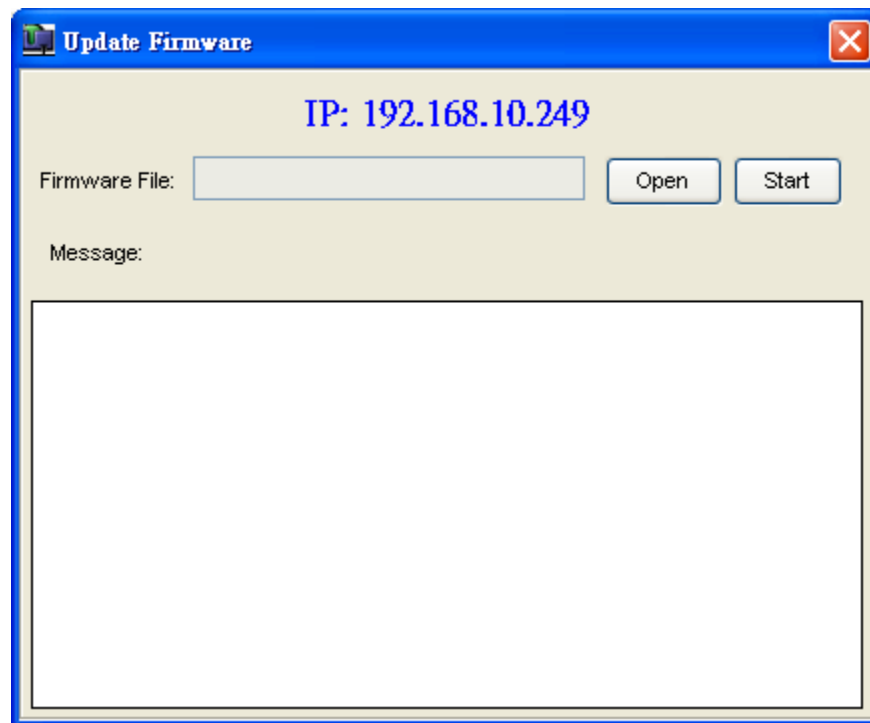 Update Firmware
IP: 192.168.10.249
Firmware File: Open Start
Message: